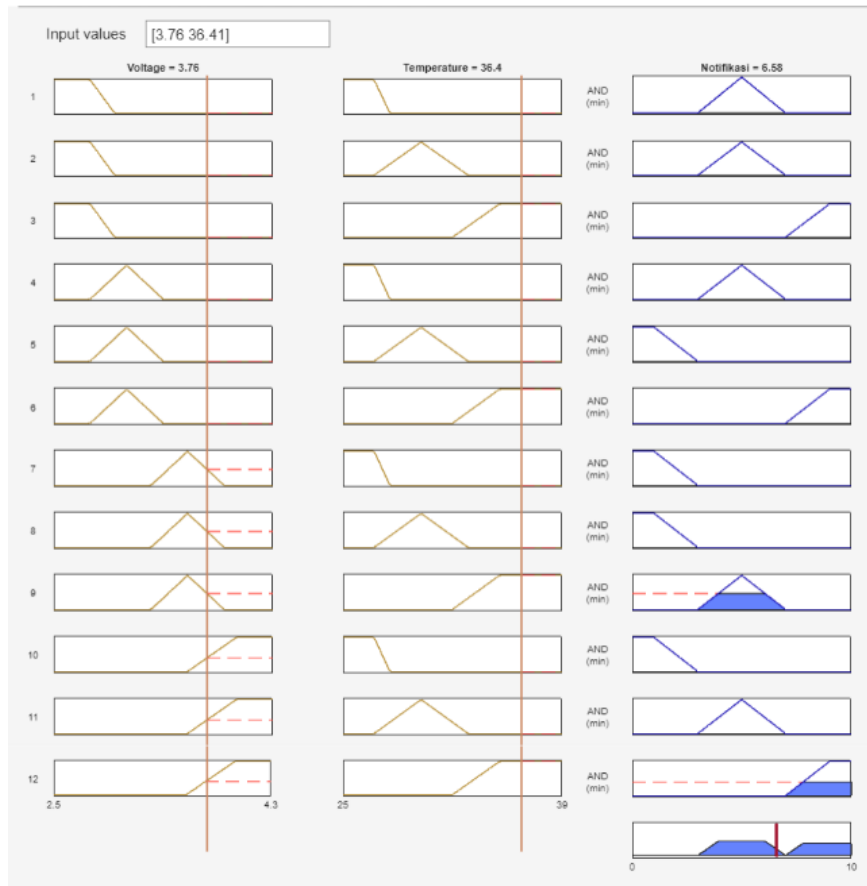 Input values [3.76 36.41]
Voltage = 3.76 Temperature = 36.4 Notifikasi = 6.58
1 AND
(min)
2 AND
(min)
3 AND
(min)
4 AND
(min)
5 AND
(min)
6 AND
(min)
7 AND
(min)
8 AND
(min)
9 AND
(min)
10 AND
(min)
11 AND
(min)
12 AND
(min)
2.5 4.3 25 39
0 10